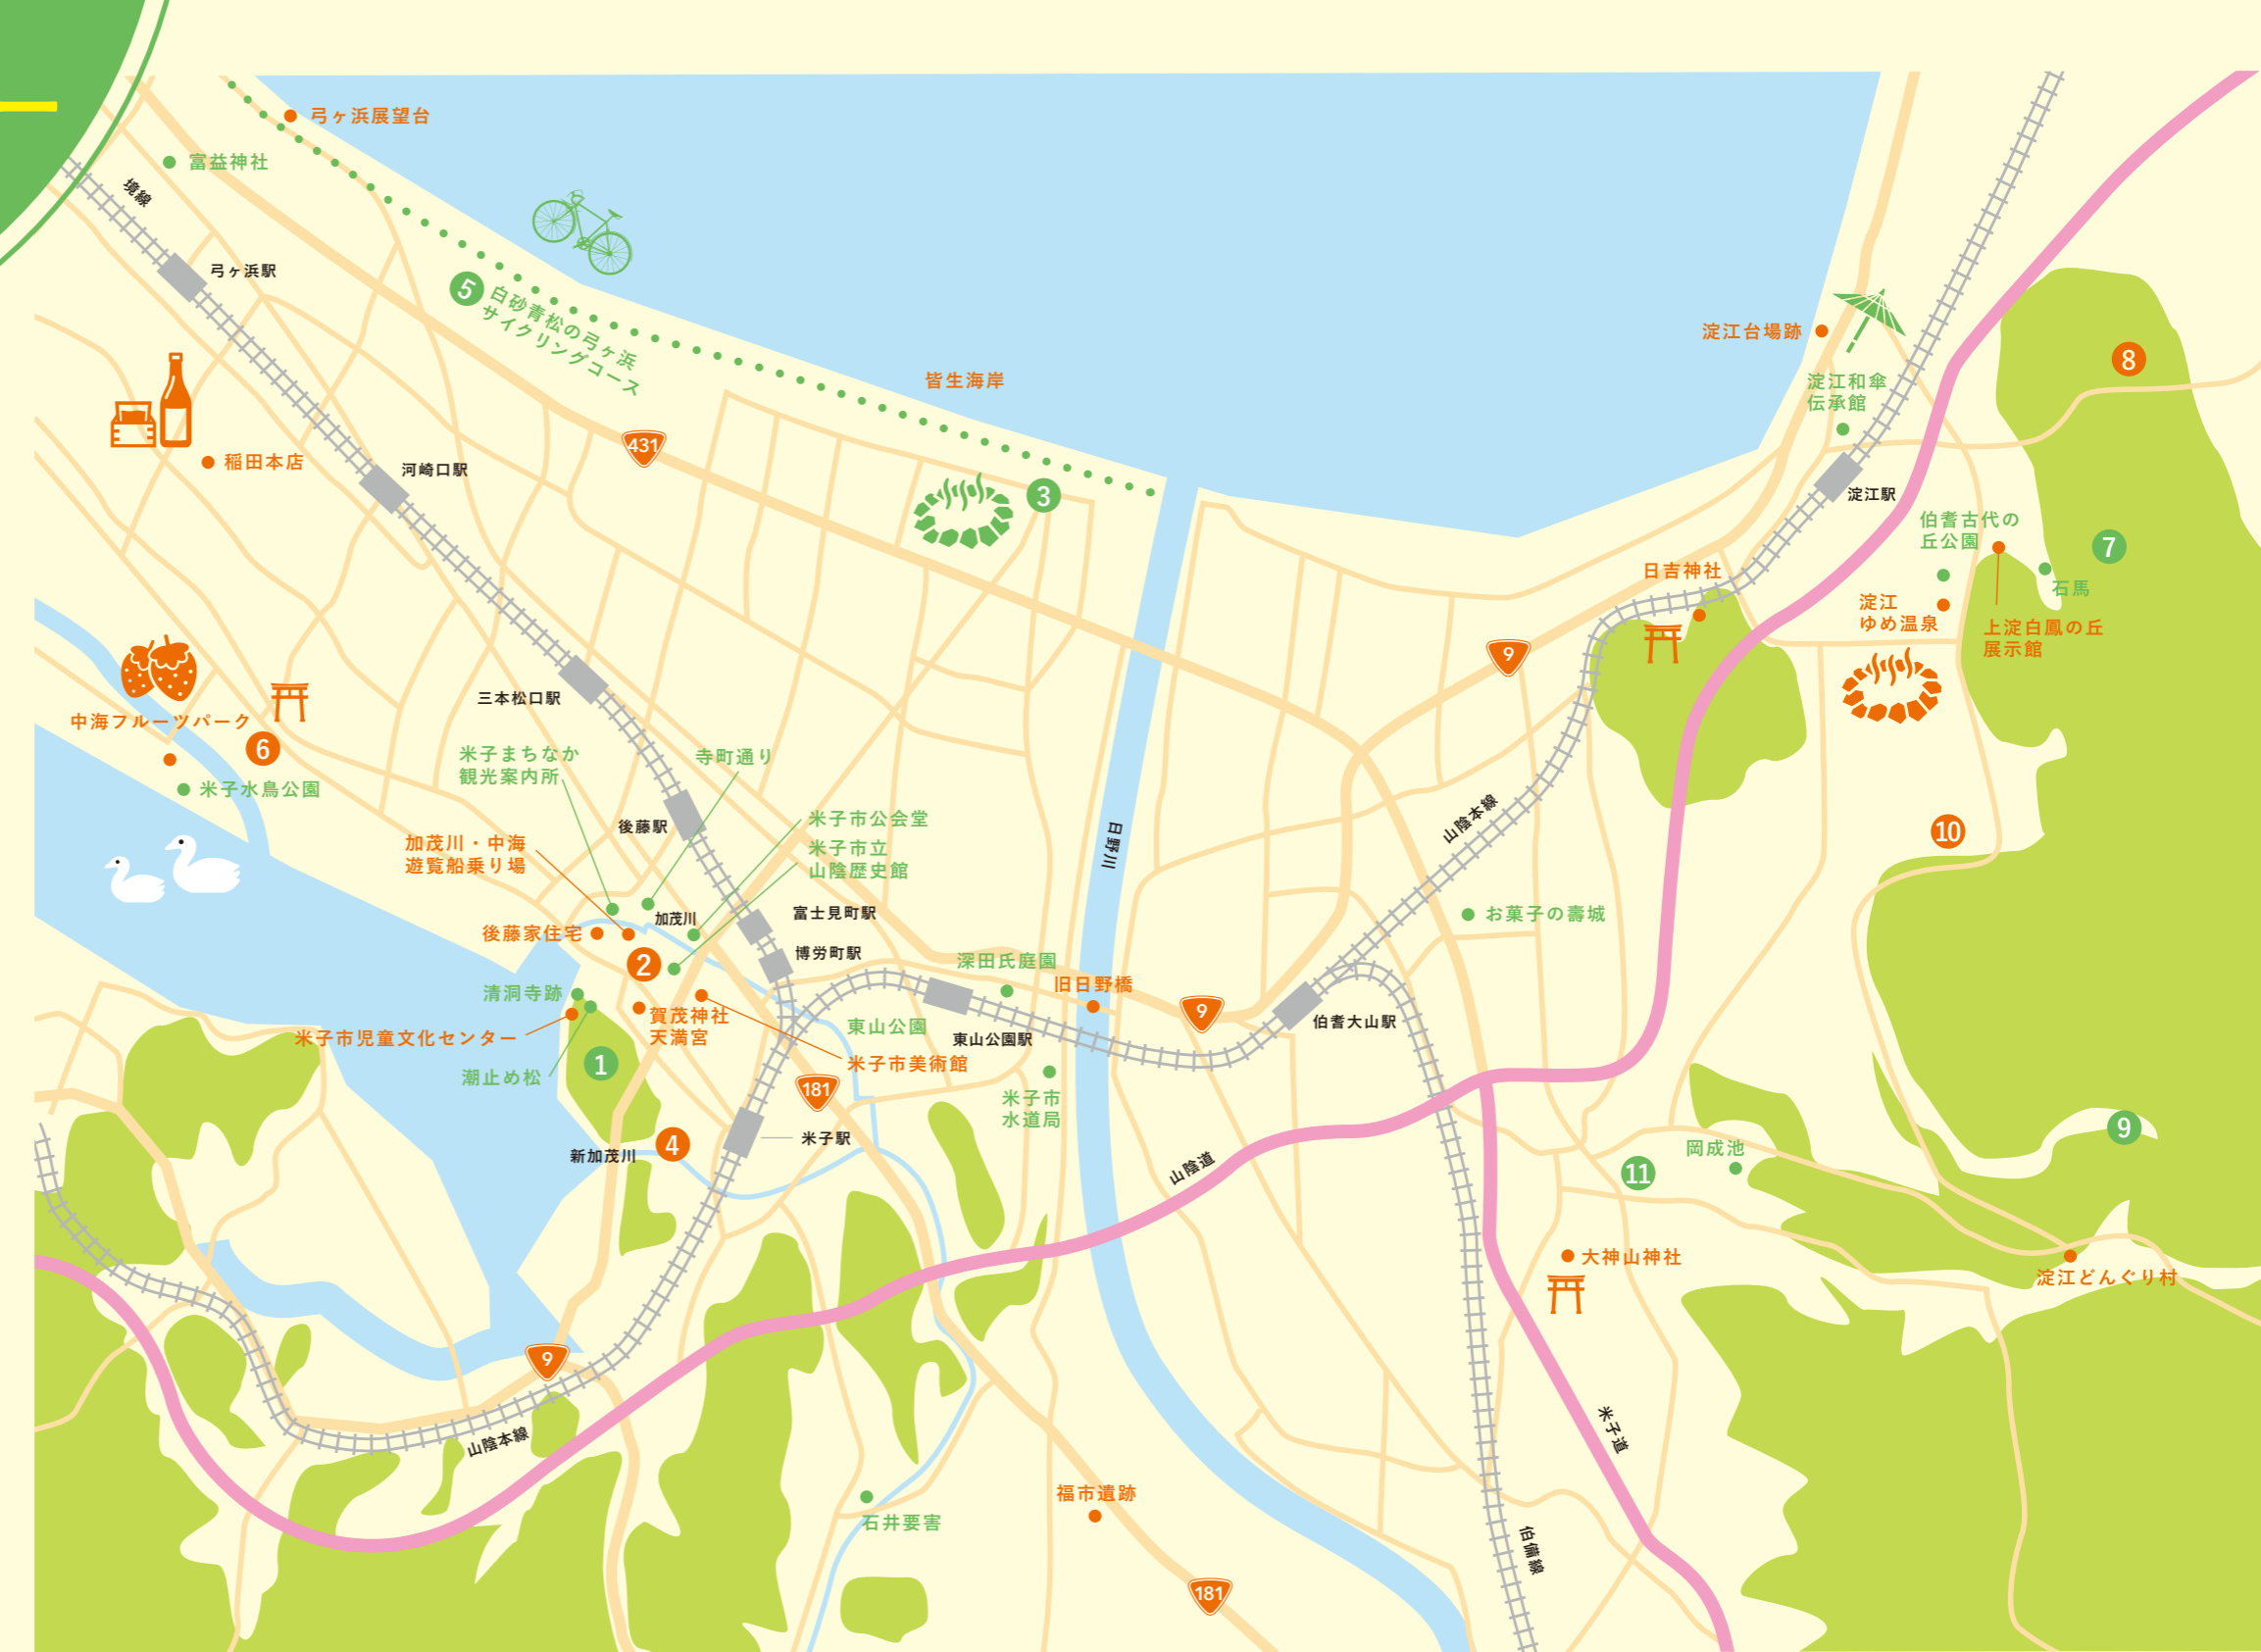 弓ヶ浜展望台
富益神社
境線
弓ヶ浜駅
5
白砂青松の弓ヶ浜
サイクリングコース
皆生海岸
淀江台場跡
8
淀江和傘
伝承館
431
稲田本店
河崎口駅
3
淀江駅
伯耆古代の
丘公園
7
石馬
日吉神社
淀江
ゆめ温泉
上淀白鳳の丘
展示館
9
三本松口駅
中海フルーツパーク
6
米子水鳥公園
米子まちなか
観光案内所
寺町通り
後藤駅
米子市公会堂
米子市立
山陰歴史館
加茂川・中海
遊覧船乗り場
日野川
山陰本線
10
加茂川
富士見町駅
お菓子の壽城
後藤家住宅
2
博労町駅
深田氏庭園
旧日野橋
清洞寺跡
賀茂神社
天満宮
9
伯耆大山駅
米子市児童文化センター
東山公園
東山公園駅
米子市美術館
潮止め松
1
181
米子市
水道局
米子駅
4
新加茂川
山陰道
岡成池
9
11
大神山神社
淀江どんぐり村
9
山陰本線
米子道
福市遺跡
石井要害
伯備線
181